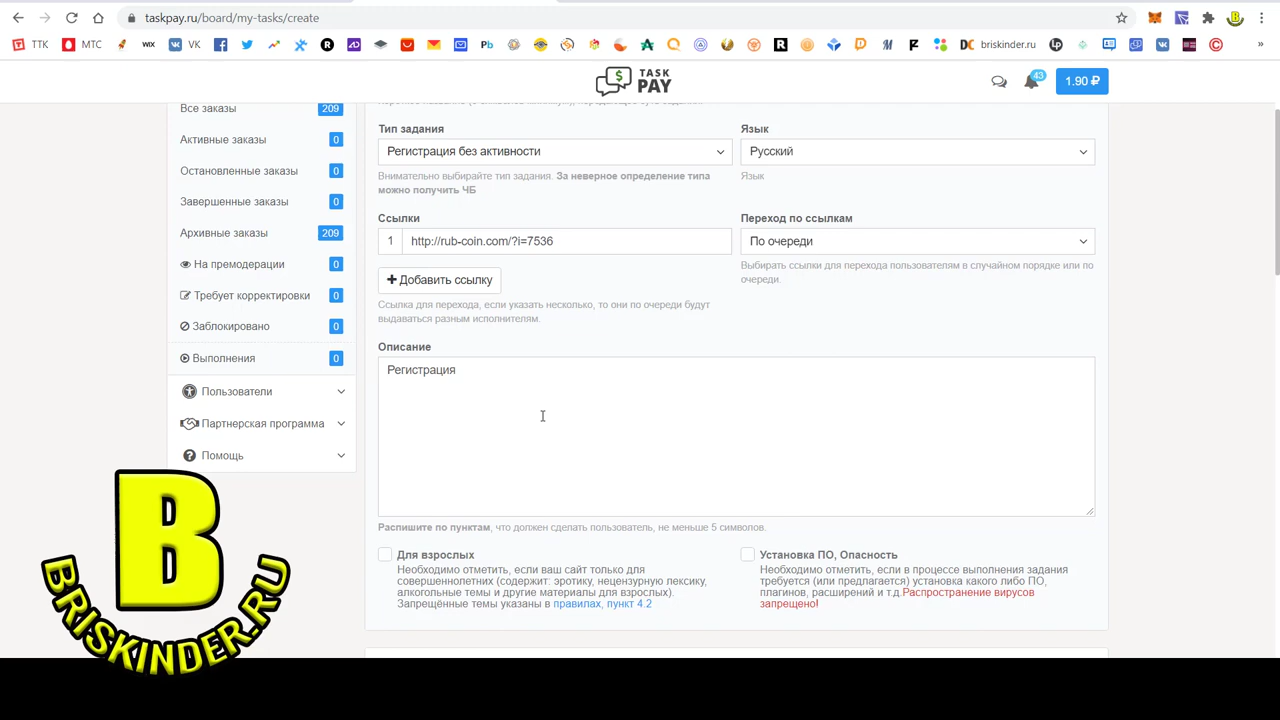 taskpay.ru/board/my-tasks/create
ТТК МТС WIX VK Pb briskinder.ru Lp
TASK PAY
43
1.90 ₽
Все заказы 209
Активные заказы 0
Остановленные заказы 0
Завершенные заказы 0
Архивные заказы 209
На премодерации 0
Требует корректировки 0
Заблокировано 0
Выполнения 0
Пользователи
Партнерская программа
Помощь
Тип задания
Регистрация без активности
Внимательно выбирайте тип задания. За неверное определение типа
можно получить ЧБ
Язык
Русский
Язык
Ссылки
1 http://rub-coin.com/?i=7536
Добавить ссылку
Ссылка для перехода, если указать несколько, то они по очереди будут
выдаваться разным исполнителям.
Переход по ссылкам
По очереди
Выбирать ссылки для перехода пользователям в случайном порядке или по
очереди.
Описание
Регистрация
Распишите по пунктам, что должен сделать пользователь, не меньше 5 символов.
Для взрослых
Необходимо отметить, если ваш сайт только для
совершеннолетних (содержит: эротику, нецензурную лексику,
алкогольные темы и другие материалы для взрослых).
Запрещённые темы указаны в правилах, пункт 4.2
Установка ПО, Опасность
Необходимо отметить, если в процессе выполнения задания
требуется (или предлагается) установка какого либо ПО,
плагинов, расширений и т.д.Распространение вирусов
запрещено!
B
BRISKINDER.RU